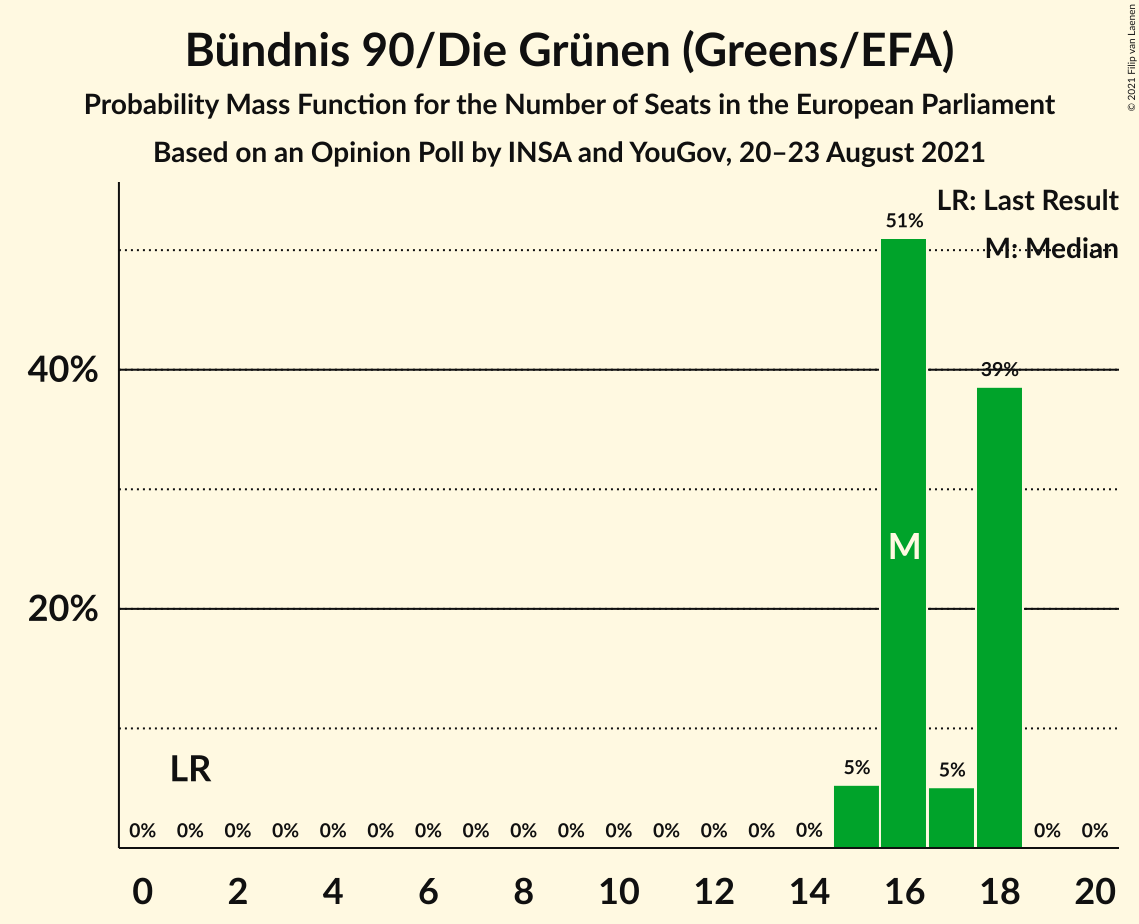 Bündnis 90/Die Grünen (Greens/EFA)
Probability Mass Function for the Number of Seats in the European Parliament
Based on an Opinion Poll by INSA and YouGov, 20–23 August 2021
© 2021 Filip van Laenen
LR: Last Result
M: Median
51%
40%
39%
M
20%
LR
5%
5%
0% 0% 0% 0% 0% 0% 0% 0% 0% 0% 0% 0% 0% 0% 0% 0% 0%
0 2 4 6 8 10 12 14 16 18 20